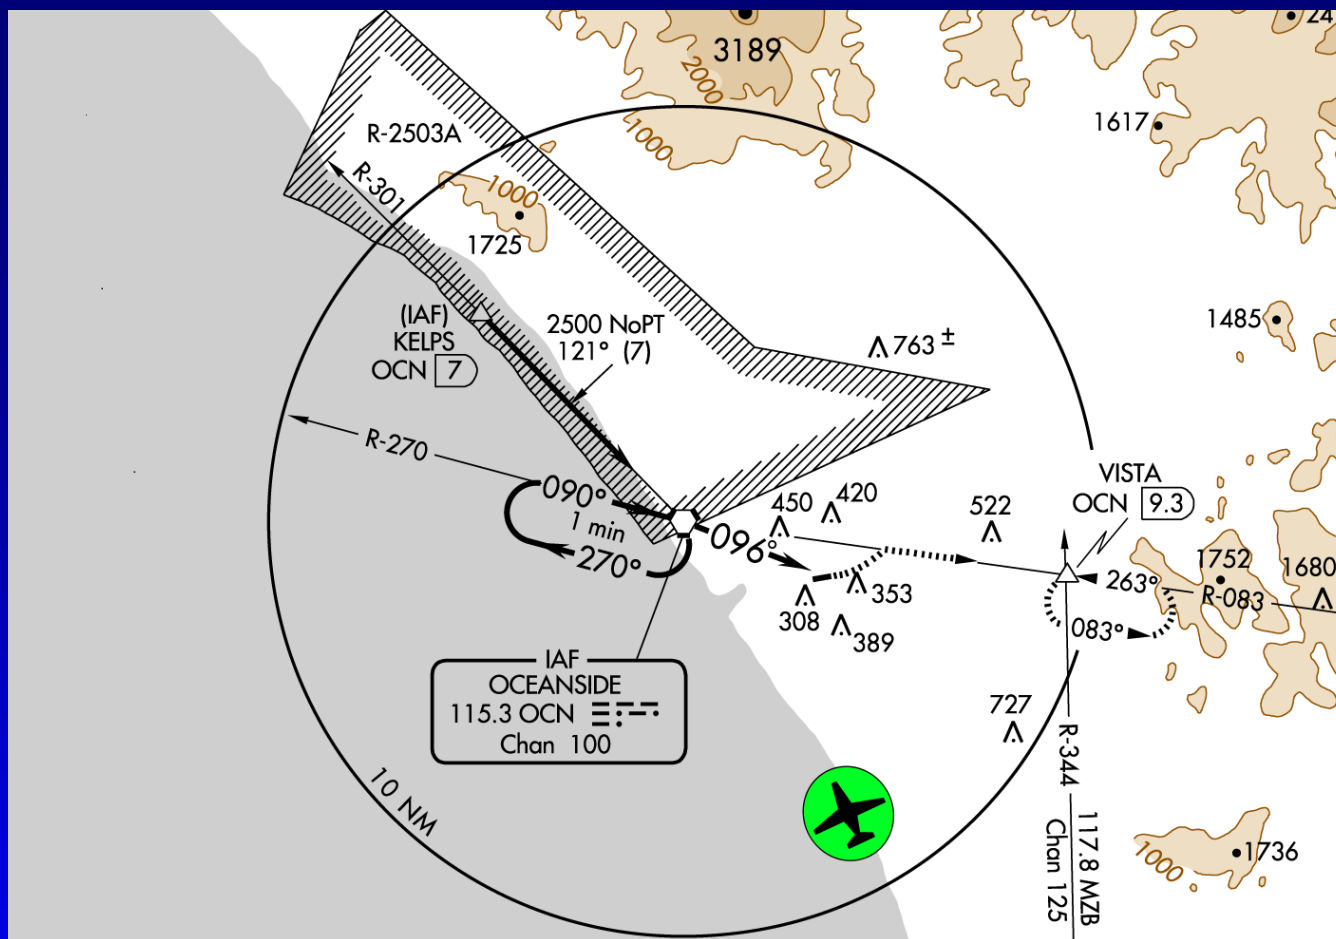 24
3189
2000
1617
1000
R-2503A
R-301
1000
1725
(IAF)
KELPS
OCN 7
2500 NoPT
121° (7)
1485
763 ±
R-270
VISTA
OCN 9.3
090°
1 min
270°
096°
450
420
522
353
308
389
263°
R-083
083°
1752
1680
IAF
OCEANSIDE
115.3 OCN
Chan 100
727
R-344
117.8 MZB
Chan 125
10 NM
1000
1736